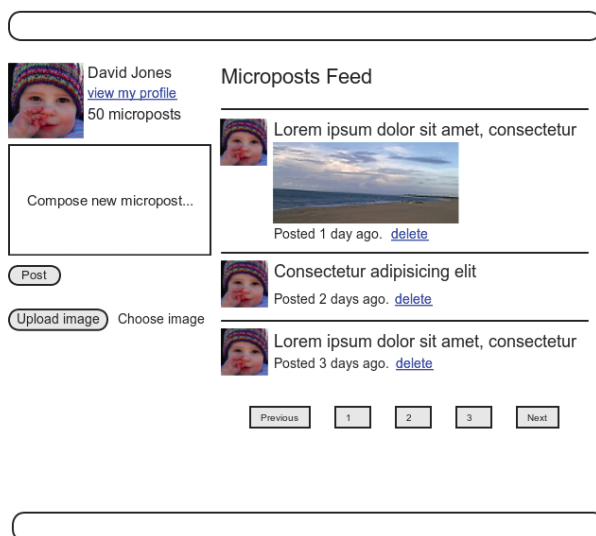 David Jones
view my profile
50 microposts
Compose new micropost...
Post
Upload image Choose image
Microposts Feed
Lorem ipsum dolor sit amet, consectetur
Posted 1 day ago. delete
Consectetur adipisicing elit
Posted 2 days ago. delete
Lorem ipsum dolor sit amet, consectetur
Posted 3 days ago. delete
Previous 1 2 3 Next